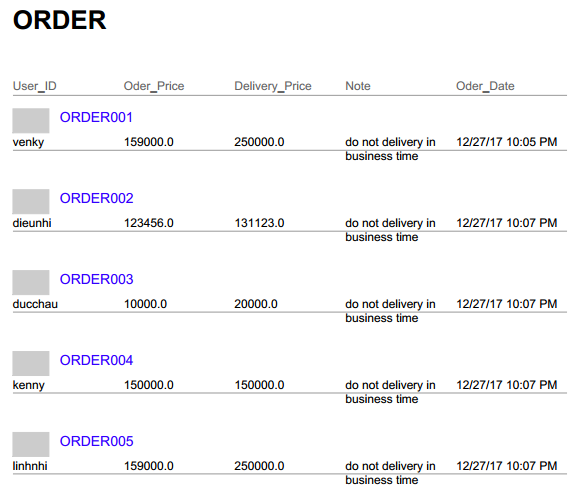 ORDER
User_ID Oder_Price Delivery_Price Note Oder_Date
ORDER001
venky 159000.0 250000.0 do not delivery in 12/27/17 10:05 PM
business time
ORDER002
dieunhi 123456.0 131123.0 do not delivery in 12/27/17 10:07 PM
business time
ORDER003
ducchau 10000.0 20000.0 do not delivery in 12/27/17 10:07 PM
business time
ORDER004
kenny 150000.0 150000.0 do not delivery in 12/27/17 10:07 PM
business time
ORDER005
linhnhi 159000.0 250000.0 do not delivery in 12/27/17 10:07 PM
business time